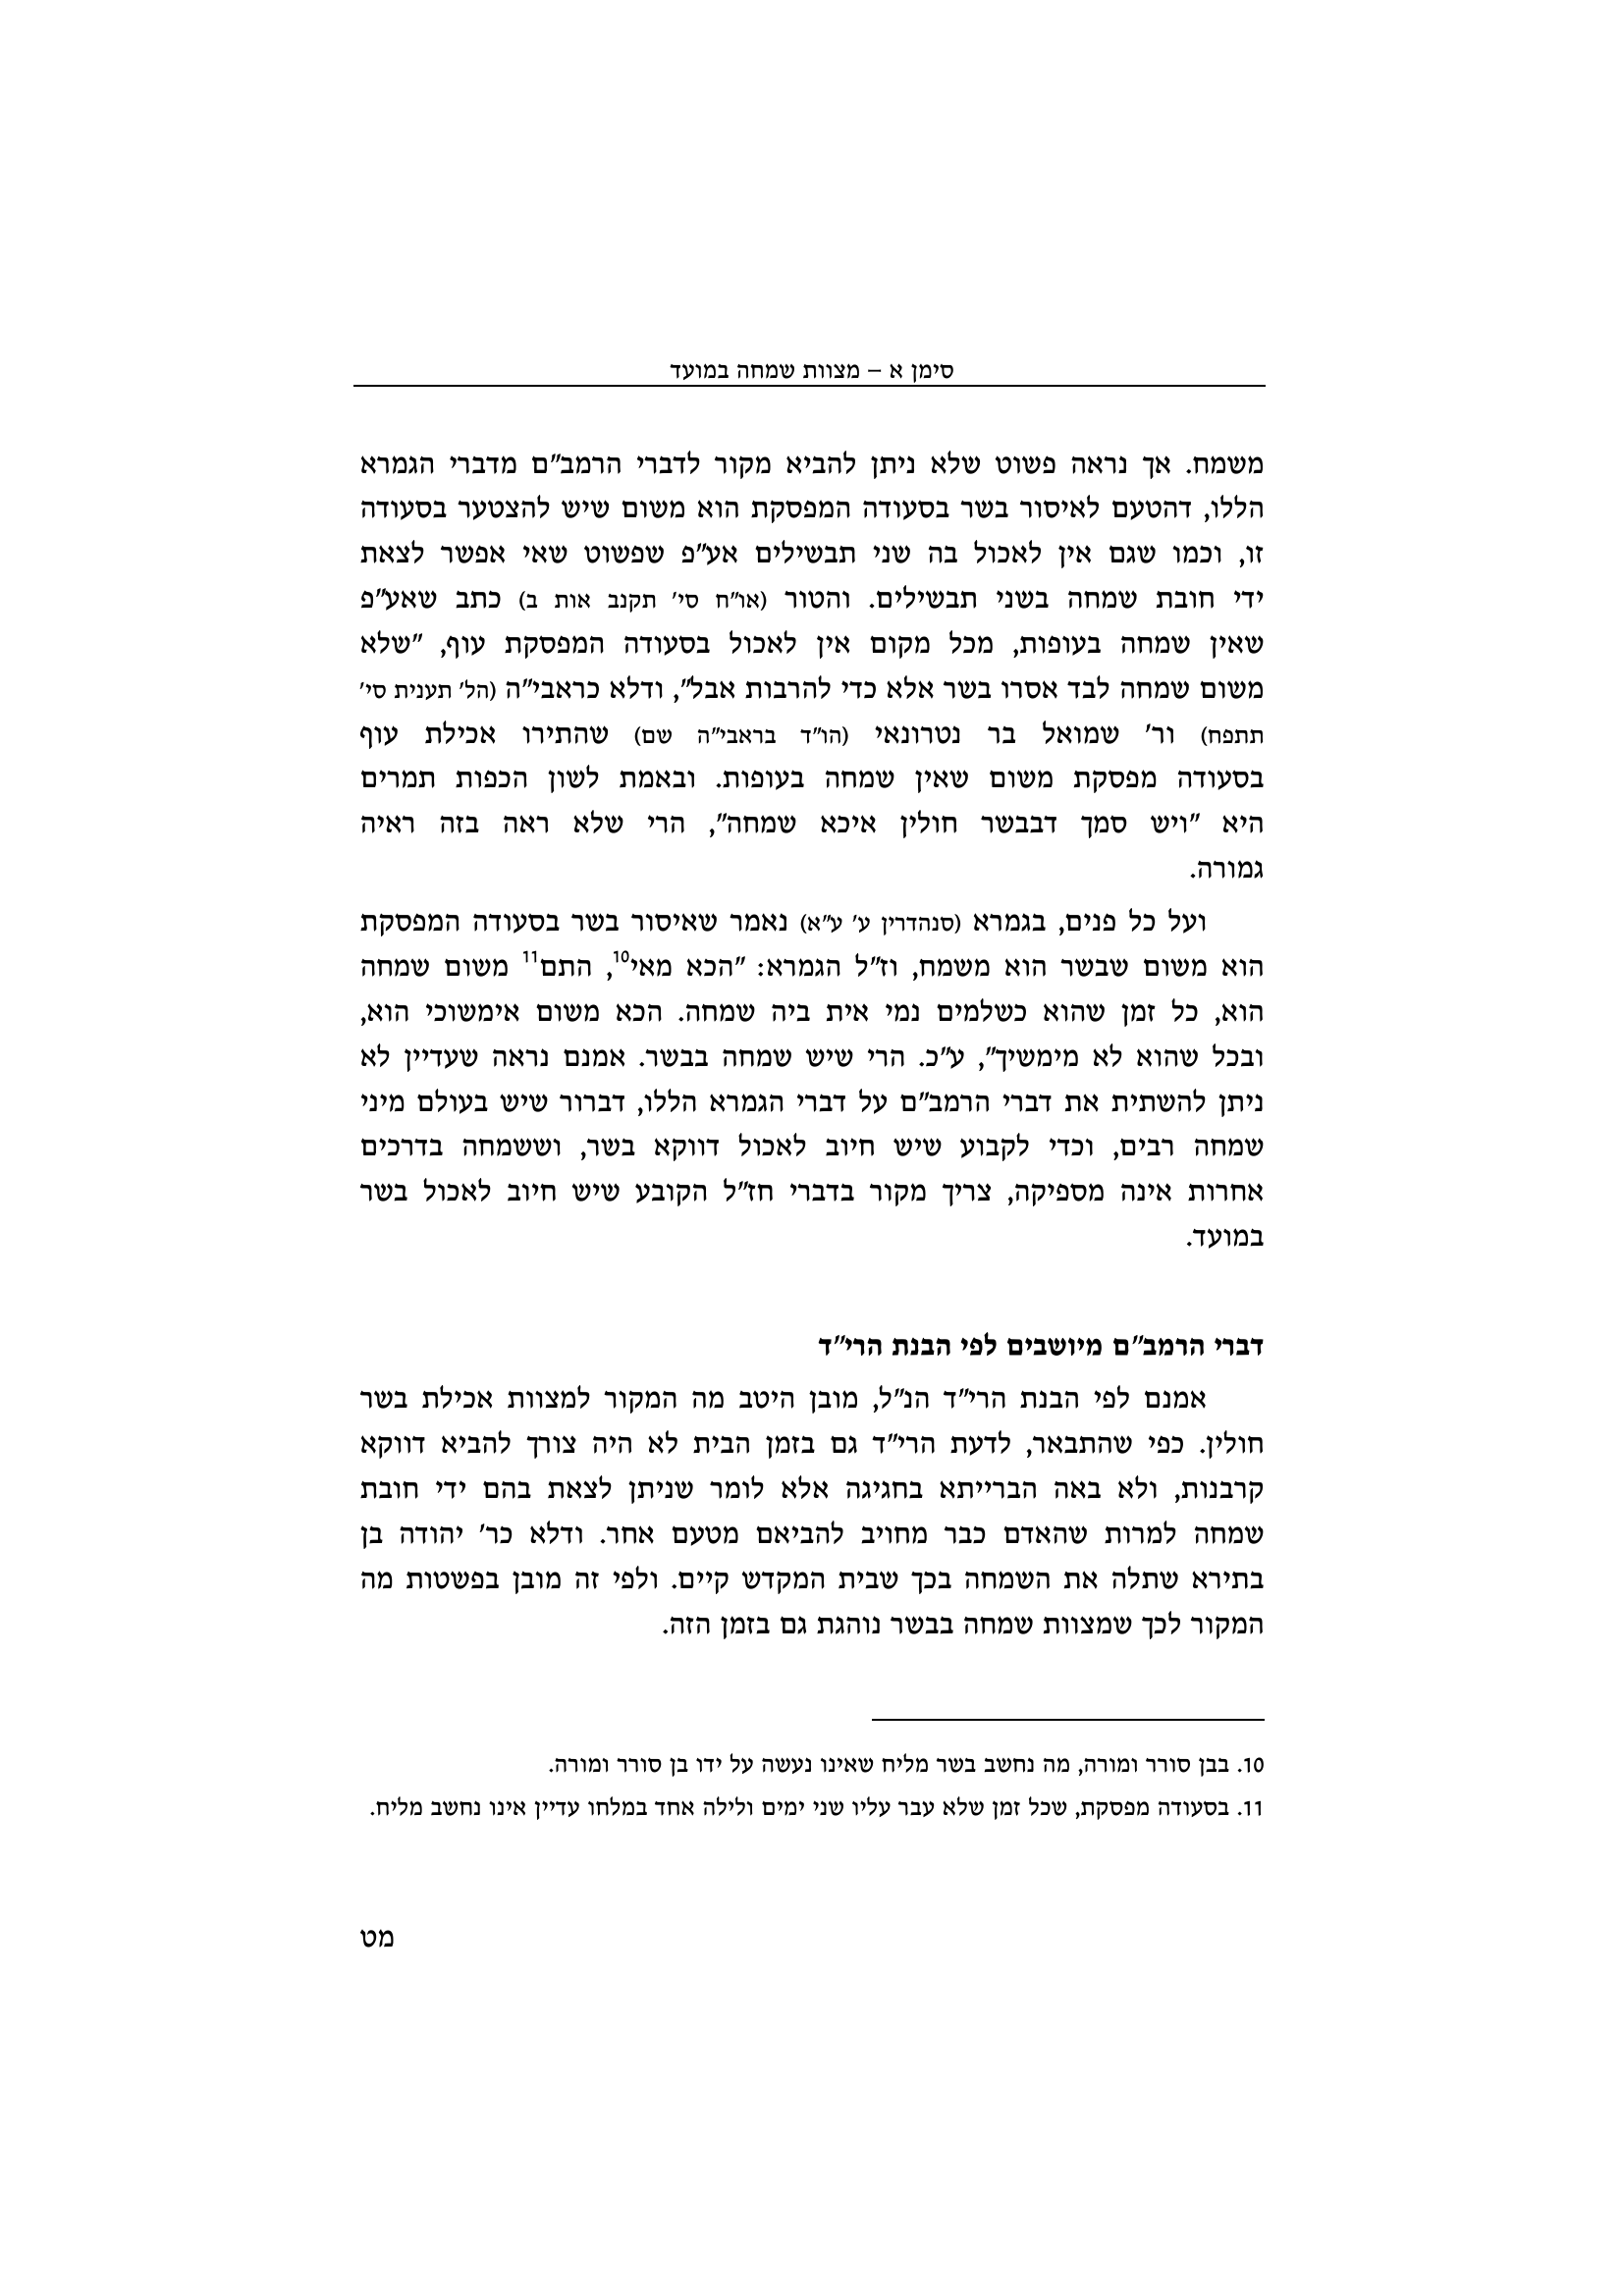 סימן א – מצוות שמחה במועד
משמח. אך נראה פשוט שלא ניתן להביא מקור לדברי הרמב"ם מדברי הגמרא
הללו, דהטעם לאיסור בשר בסעודה המפסקת הוא משום שיש להצטער בסעודה
זו, וכמו שגם אין לאכול בה שני תבשילים אע"פ שפשוט שאי אפשר לצאת
ידי חובת שמחה בשני תבשילים. והטור (או"ח סי' תקנב אות ב) כתב שאע"פ
שאין שמחה בעופות, מכל מקום אין לאכול בסעודה המפסקת עוף, "שלא
משום שמחה לבד אסרו בשר אלא כדי להרבות אבל", ודלא כראבי"ה (הל' תענית סי'
תתפח) ור' שמואל בר נטרונאי (הו"ד בראבי"ה שם) שהתירו אכילת עוף
בסעודה מפסקת משום שאין שמחה בעופות. ובאמת לשון הכפות תמרים
היא "ויש סמך דבבשר חולין איכא שמחה", הרי שלא ראה בזה ראיה
גמורה.
ועל כל פנים, בגמרא (סנהדרין ע' ע"א) נאמר שאיסור בשר בסעודה המפסקת
הוא משום שבשר הוא משמח, וז"ל הגמרא: "הכא מאי10, התם11 משום שמחה
הוא, כל זמן שהוא כשלמים נמי אית ביה שמחה. הכא משום אימשוכי הוא,
ובכל שהוא לא מימשיך", ע"כ. הרי שיש שמחה בבשר. אמנם נראה שעדיין לא
ניתן להשתית את דברי הרמב"ם על דברי הגמרא הללו, דברור שיש בעולם מיני
שמחה רבים, וכדי לקבוע שיש חיוב לאכול דווקא בשר, וששמחה בדרכים
אחרות אינה מספיקה, צריך מקור בדברי חז"ל הקובע שיש חיוב לאכול בשר
במועד.
דברי הרמב"ם מיושבים לפי הבנת הרי"ד
אמנם לפי הבנת הרי"ד הנ"ל, מובן היטב מה המקור למצוות אכילת בשר
חולין. כפי שהתבאר, לדעת הרי"ד גם בזמן הבית לא היה צורך להביא דווקא
קרבנות, ולא באה הברייתא בחגיגה אלא לומר שניתן לצאת בהם ידי חובת
שמחה למרות שהאדם כבר מחויב להביאם מטעם אחר. ודלא כר' יהודה בן
בתירא שתלה את השמחה בכך שבית המקדש קיים. ולפי זה מובן בפשטות מה
המקור לכך שמצוות שמחה בבשר נוהגת גם בזמן הזה.
10. בבן סורר ומורה, מה נחשב בשר מליח שאינו נעשה על ידו בן סורר ומורה.
11. בסעודה מפסקת, שכל זמן שלא עבר עליו שני ימים ולילה אחד במלחו עדיין אינו נחשב מליח.
מט